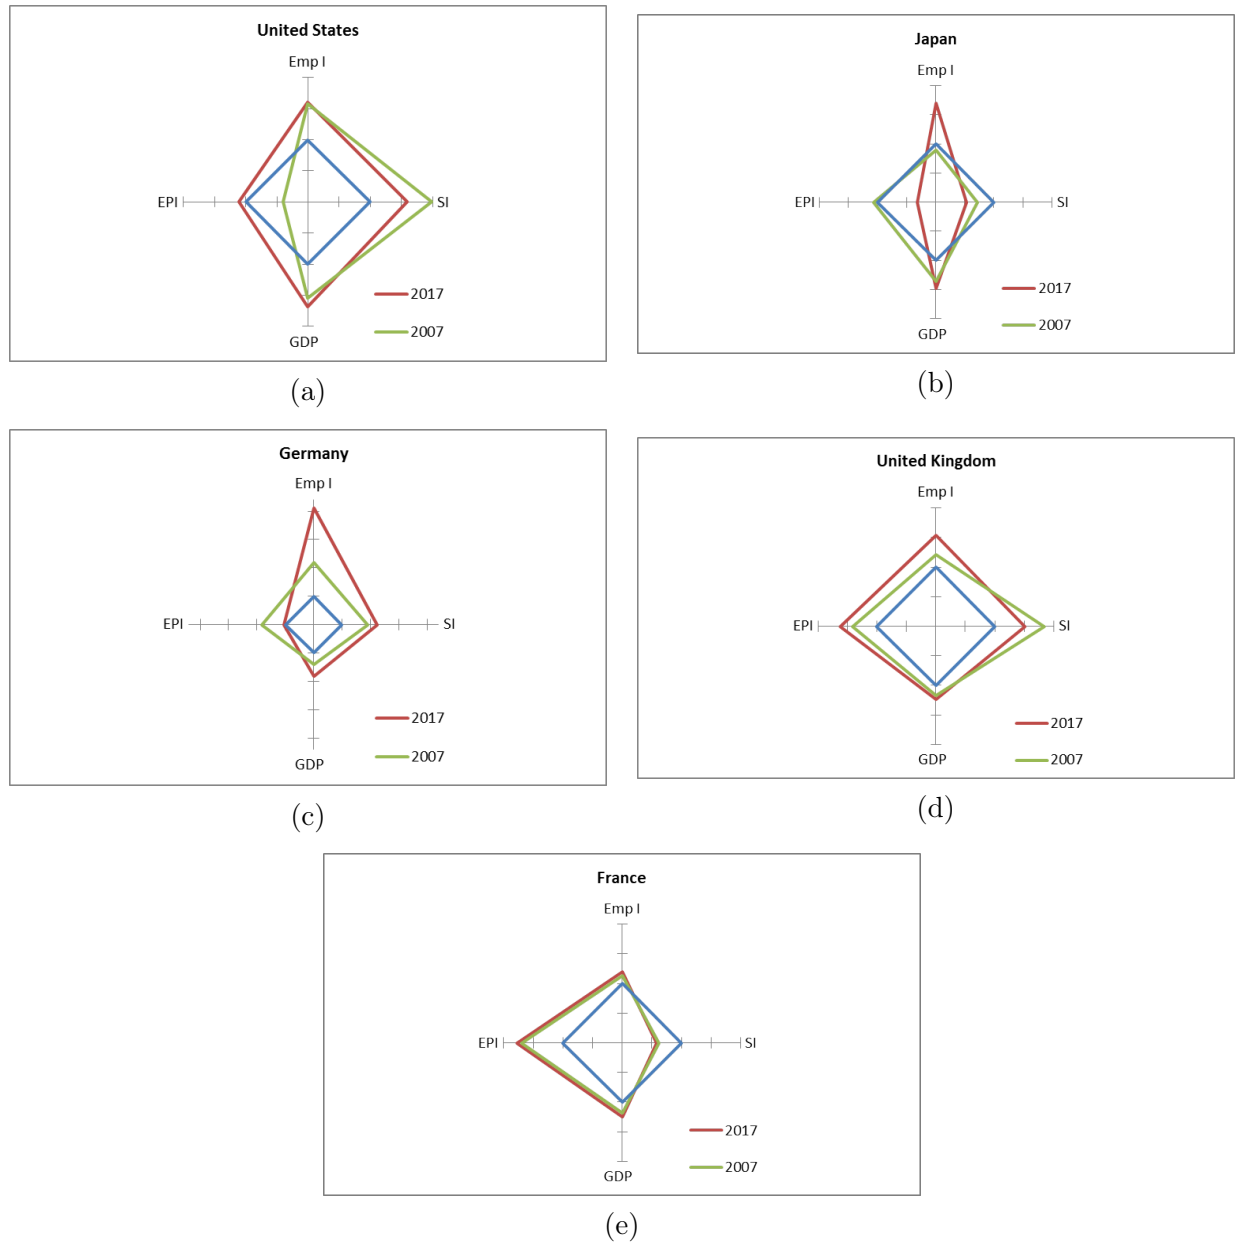 United States
Emp I
EPI
SI
2017
2007
GDP
(a)
Japan
Emp I
EPI
SI
2017
2007
GDP
(b)
Germany
Emp I
EPI
SI
2017
2007
GDP
(c)
United Kingdom
Emp I
EPI
SI
2017
2007
GDP
(d)
France
Emp I
EPI
SI
2017
2007
GDP
(e)